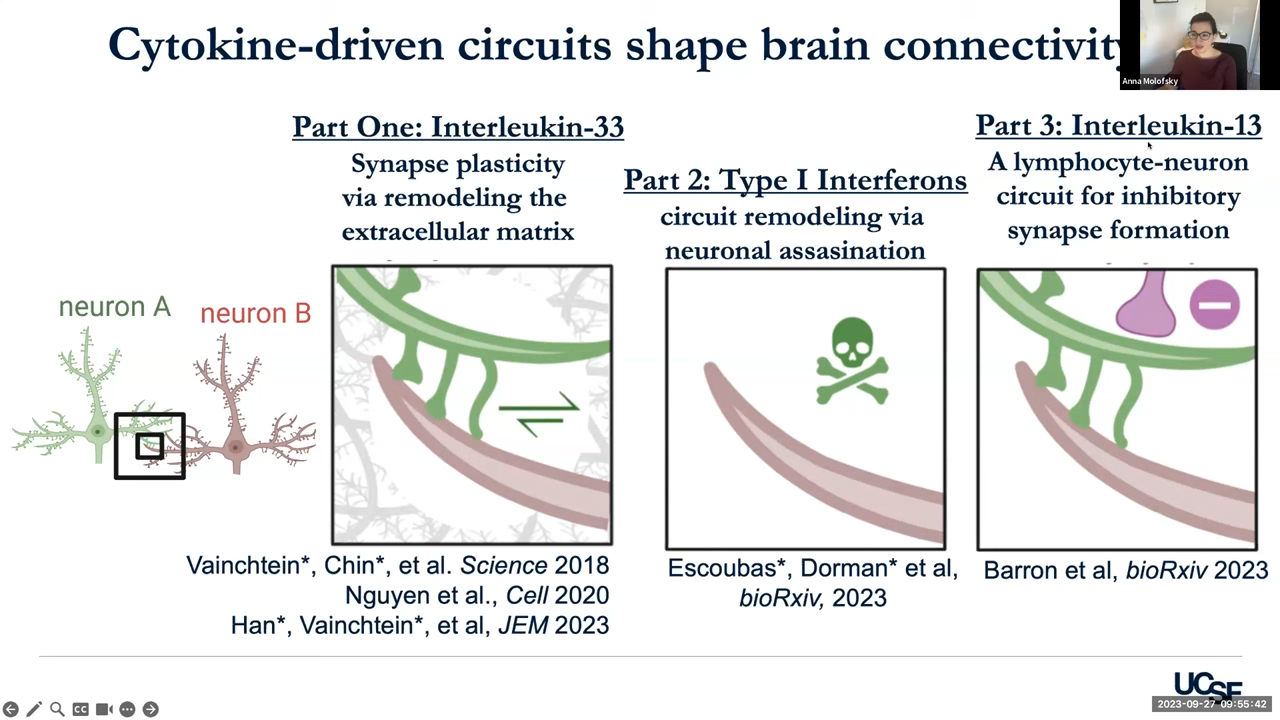 Cytokine-driven circuits shape brain connectivity
Anna Molofsky
Part One: Interleukin-33
Synapse plasticity
via remodeling the
extracellular matrix
Part 2: Type I Interferons
circuit remodeling via
neuronal assasination
Part 3: Interleukin-13
A lymphocyte-neuron
circuit for inhibitory
synapse formation
neuron A
neuron B
Vainchtein*, Chin*, et al. Science 2018
Nguyen et al., Cell 2020
Han*, Vainchtein*, et al, JEM 2023
Escoubas*, Dorman* et al,
bioRxiv, 2023
Barron et al, bioRxiv 2023
UCSF
2023-09-27 09:55:42
CC